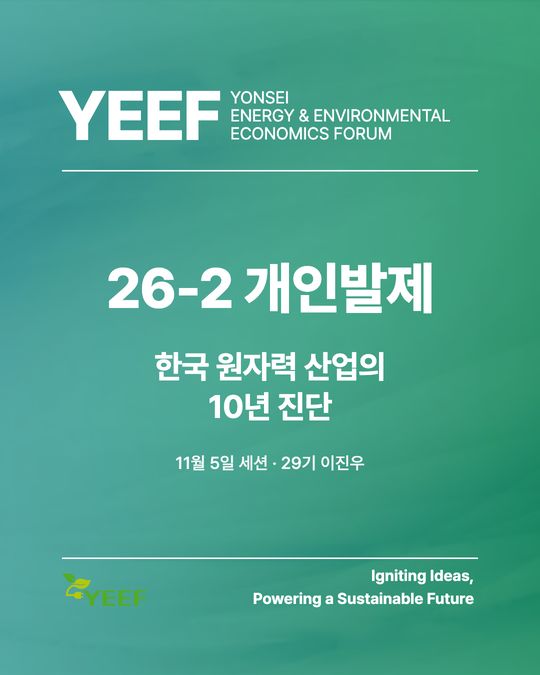 YEEF
YONSEI
ENERGY & ENVIRONMENTAL
ECONOMICS FORUM
26-2 개인발제
한국 원자력 산업의
10년 진단
11월 5일 세션 · 29기 이진우
YEEF
Igniting Ideas,
Powering a Sustainable Future